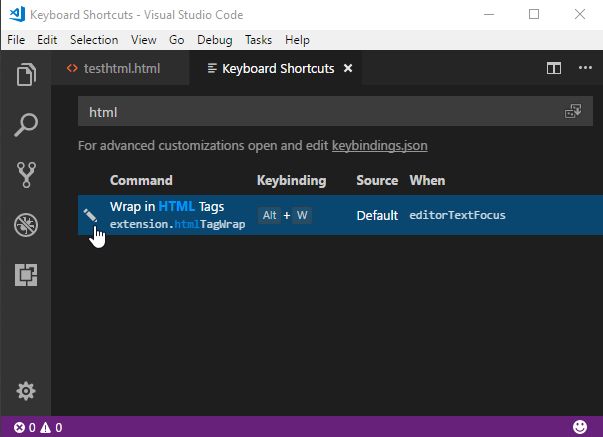 Keyboard Shortcuts - Visual Studio Code
File Edit Selection View Go Debug Tasks Help
<> testhtml.html Keyboard Shortcuts
html
For advanced customizations open and edit keybindings.json
Command Keybinding Source When
Wrap in HTML Tags
extension.htmlTagWrap
Alt + W Default editorTextFocus
0 0